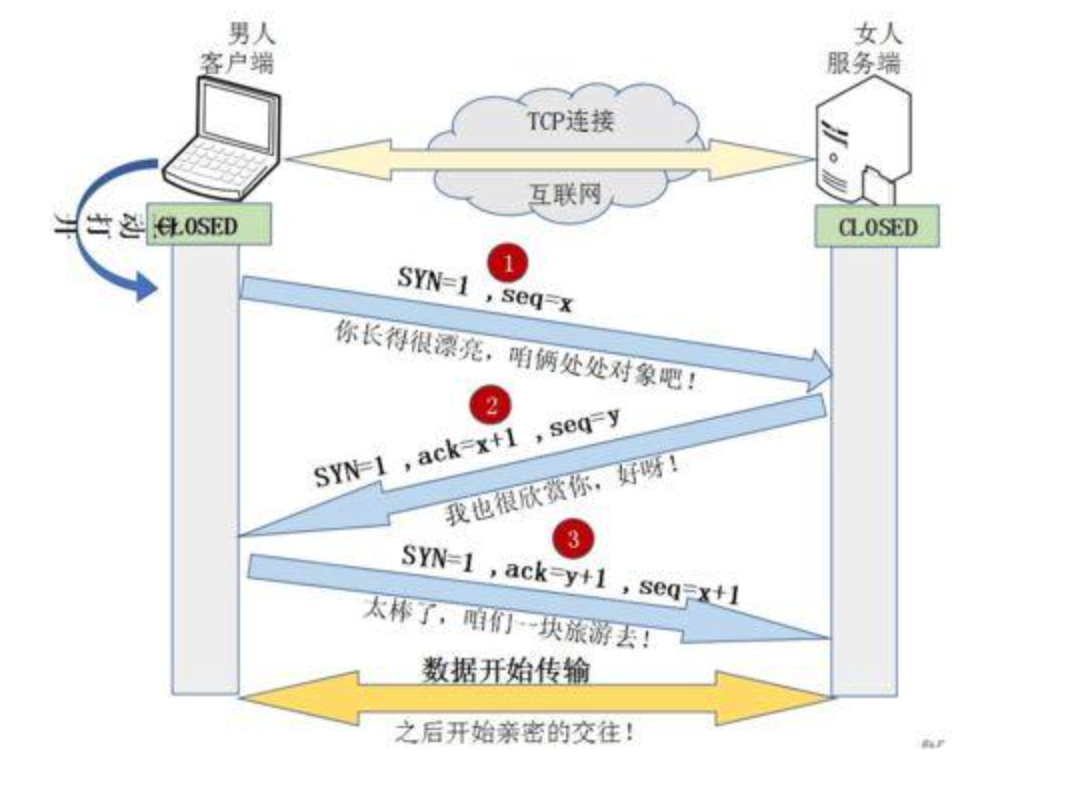 男人
客户端
女人
服务端
TCP连接
互联网
动打开
CLOSED
CLOSED
1
SYN=1 ,seq=x
你长得很漂亮，咱俩处处对象吧！
2
SYN=1 ,ack=x+1 ,seq=y
我也很欣赏你，好呀！
3
SYN=1 ,ack=y+1 ,seq=x+1
太棒了，咱们一块旅游去！
数据开始传输
之后开始亲密的交往！